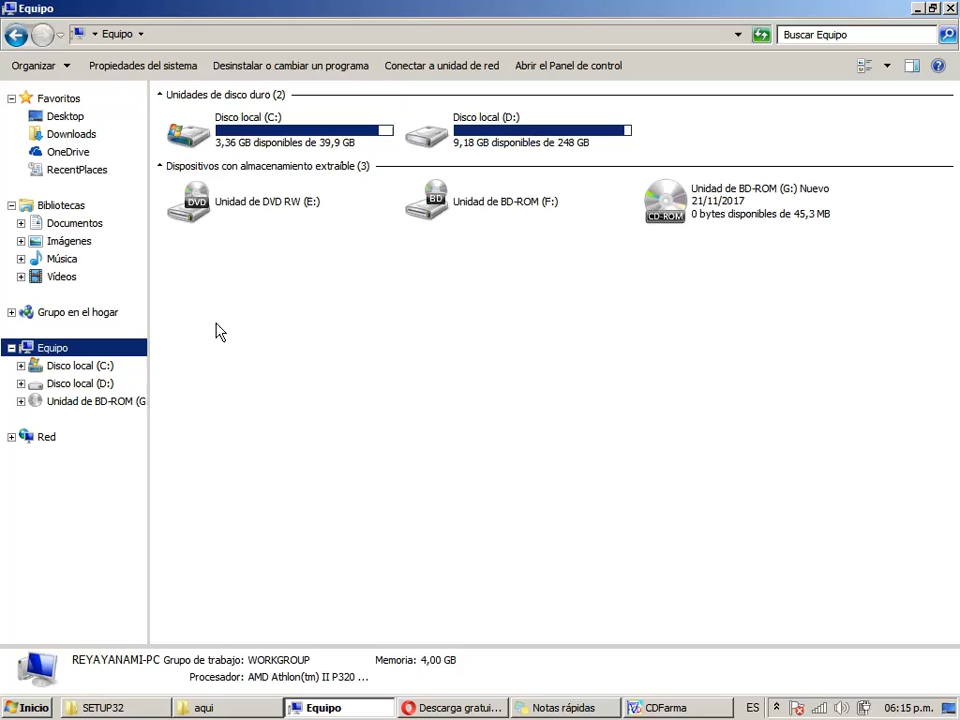 Equipo
Equipo
Buscar Equipo
Organizar
Propiedades del sistema
Desinstalar o cambiar un programa
Conectar a unidad de red
Abrir el Panel de control
Favoritos
Desktop
Downloads
OneDrive
RecentPlaces
Bibliotecas
Documentos
Imágenes
Música
Vídeos
Grupo en el hogar
Equipo
Disco local (C:)
Disco local (D:)
Unidad de BD-ROM (G
Red
Unidades de disco duro (2)
Disco local (C:)
3,36 GB disponibles de 39,9 GB
Disco local (D:)
9,18 GB disponibles de 248 GB
Dispositivos con almacenamiento extraíble (3)
DVD
Unidad de DVD RW (E:)
BD
Unidad de BD-ROM (F:)
CD-ROM
Unidad de BD-ROM (G:) Nuevo
21/11/2017
0 bytes disponibles de 45,3 MB
REYAYANAMI-PC Grupo de trabajo: WORKGROUP
Memoria: 4,00 GB
Procesador: AMD Athlon(tm) II P320 ...
Inicio
SETUP32
aqui
Equipo
Descarga gratui...
Notas rápidas
CDFarma
ES
06:15 p.m.